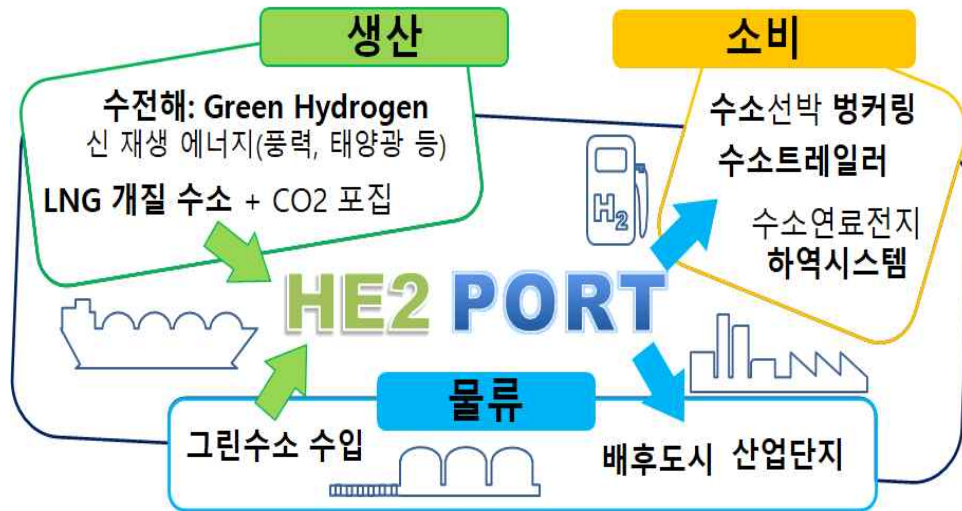 생산
수전해: Green Hydrogen
신 재생 에너지(풍력, 태양광 등)
LNG 개질 수소 + CO2 포집
소비
수소선박 벙커링
수소트레일러
수소연료전지
하역시스템
H2
HE2 PORT
물류
그린수소 수입
배후도시 산업단지